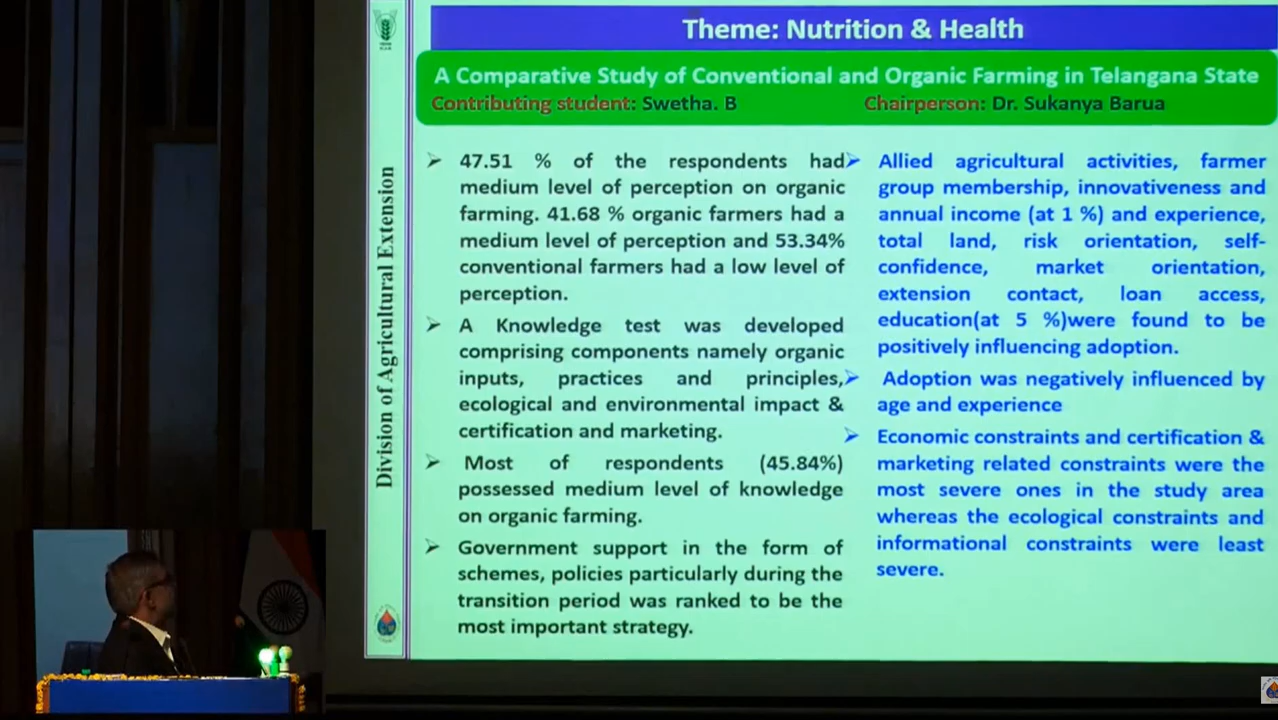 Theme: Nutrition & Health
A Comparative Study of Conventional and Organic Farming in Telangana State
Contributing student: Swetha. B
Chairperson: Dr. Sukanya Barua
Division of Agricultural Extension
➢ 47.51 % of the respondents had
medium level of perception on organic
farming. 41.68 % organic farmers had a
medium level of perception and 53.34%
conventional farmers had a low level of
perception.
➢ A Knowledge test was developed
comprising components namely organic
inputs, practices and principles,
ecological and environmental impact &
certification and marketing.
➢ Most of respondents (45.84%)
possessed medium level of knowledge
on organic farming.
➢ Government support in the form of
schemes, policies particularly during the
transition period was ranked to be the
most important strategy.
➢ Allied agricultural activities, farmer
group membership, innovativeness and
annual income (at 1 %) and experience,
total land, risk orientation, self-
confidence, market orientation,
extension contact, loan access,
education(at 5 %)were found to be
positively influencing adoption.
➢ Adoption was negatively influenced by
age and experience
➢ Economic constraints and certification &
marketing related constraints were the
most severe ones in the study area
whereas the ecological constraints and
informational constraints were least
severe.